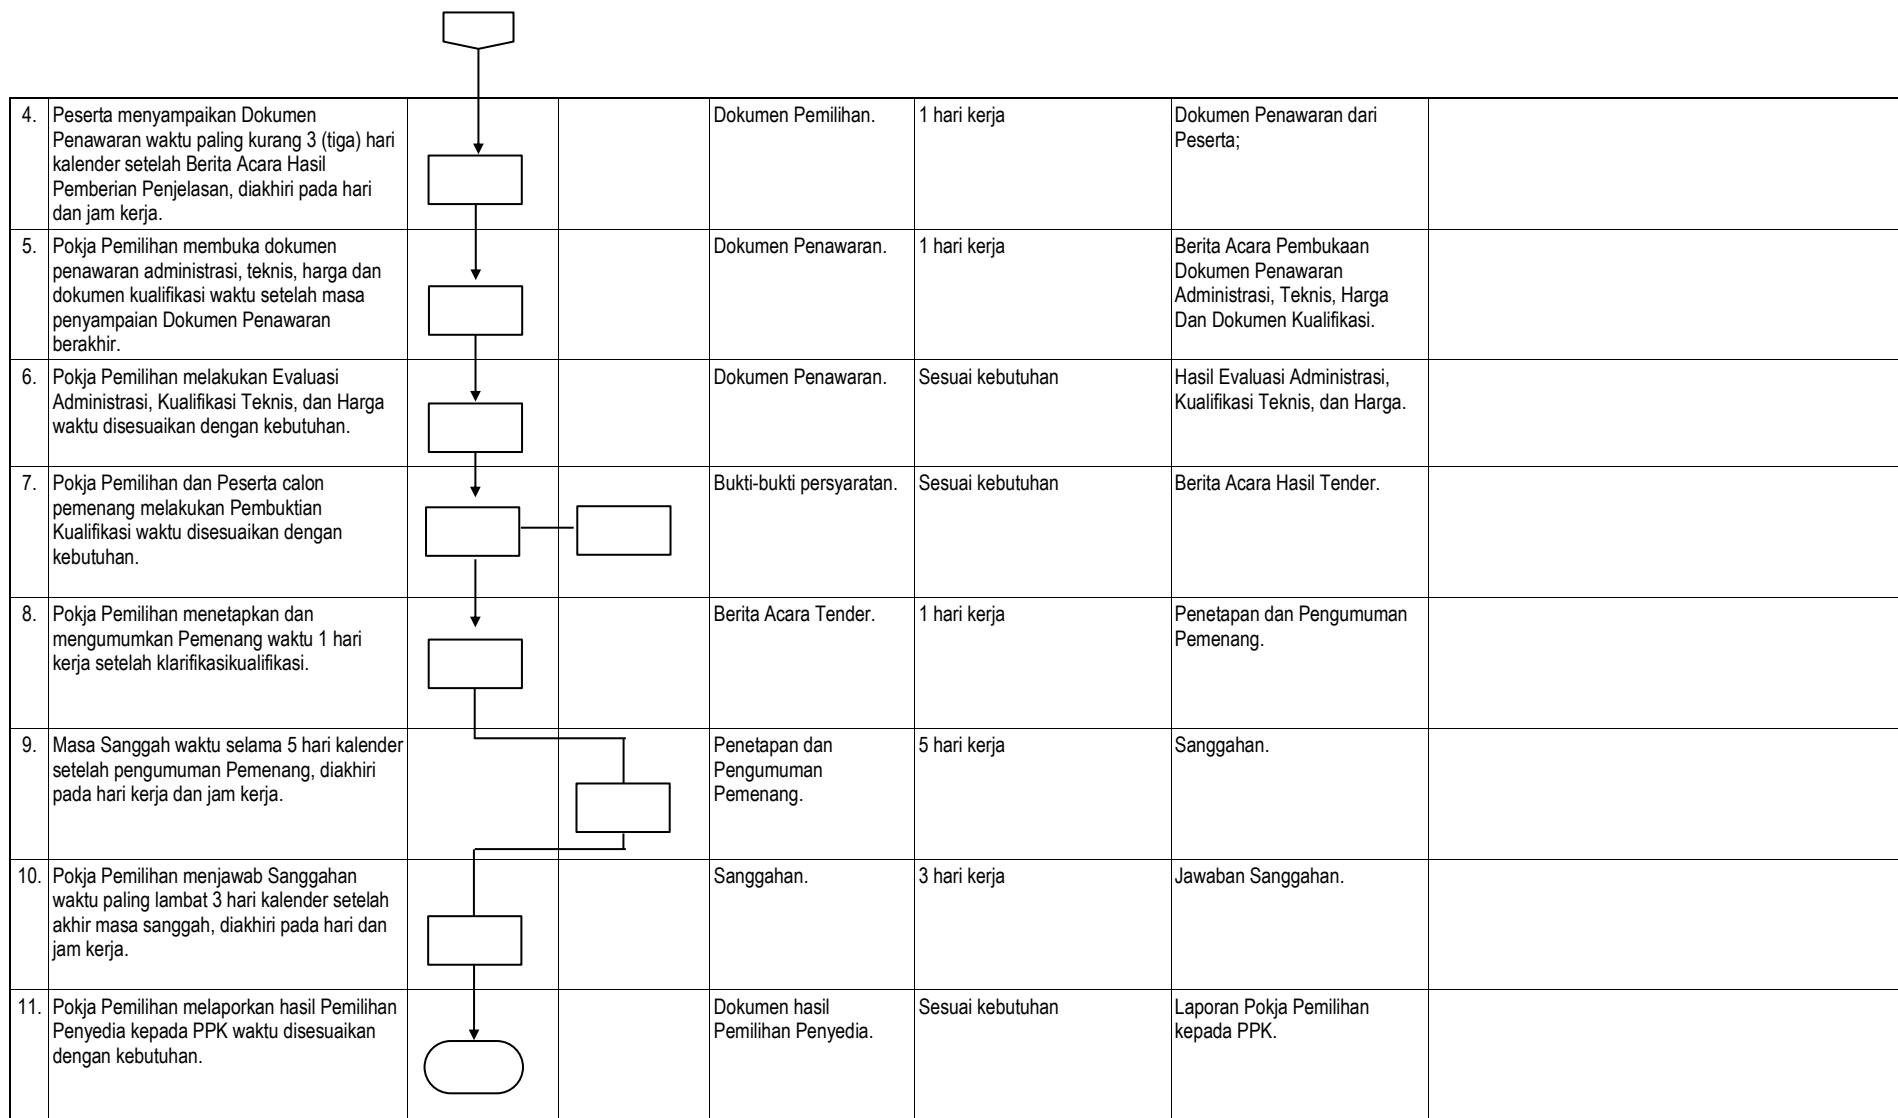 4.
Peserta menyampaikan Dokumen
Penawaran waktu paling kurang 3 (tiga) hari
kalender setelah Berita Acara Hasil
Pemberian Penjelasan, diakhiri pada hari
dan jam kerja.
Dokumen Pemilihan.
1 hari kerja
Dokumen Penawaran dari
Peserta;
5.
Pokja Pemilihan membuka dokumen
penawaran administrasi, teknis, harga dan
dokumen kualifikasi waktu setelah masa
penyampaian Dokumen Penawaran
berakhir.
Dokumen Penawaran.
1 hari kerja
Berita Acara Pembukaan
Dokumen Penawaran
Administrasi, Teknis, Harga
Dan Dokumen Kualifikasi.
6.
Pokja Pemilihan melakukan Evaluasi
Administrasi, Kualifikasi Teknis, dan Harga
waktu disesuaikan dengan kebutuhan.
Dokumen Penawaran.
Sesuai kebutuhan
Hasil Evaluasi Administrasi,
Kualifikasi Teknis, dan Harga.
7.
Pokja Pemilihan dan Peserta calon
pemenang melakukan Pembuktian
Kualifikasi waktu disesuaikan dengan
kebutuhan.
Bukti-bukti persyaratan.
Sesuai kebutuhan
Berita Acara Hasil Tender.
8.
Pokja Pemilihan menetapkan dan
mengumumkan Pemenang waktu 1 hari
kerja setelah klarifikasikualifikasi.
Berita Acara Tender.
1 hari kerja
Penetapan dan Pengumuman
Pemenang.
9.
Masa Sanggah waktu selama 5 hari kalender
setelah pengumuman Pemenang, diakhiri
pada hari kerja dan jam kerja.
Penetapan dan
Pengumuman
Pemenang.
5 hari kerja
Sanggahan.
10.
Pokja Pemilihan menjawab Sanggahan
waktu paling lambat 3 hari kalender setelah
akhir masa sanggah, diakhiri pada hari dan
jam kerja.
Sanggahan.
3 hari kerja
Jawaban Sanggahan.
11.
Pokja Pemilihan melaporkan hasil Pemilihan
Penyedia kepada PPK waktu disesuaikan
dengan kebutuhan.
Dokumen hasil
Pemilihan Penyedia.
Sesuai kebutuhan
Laporan Pokja Pemilihan
kepada PPK.